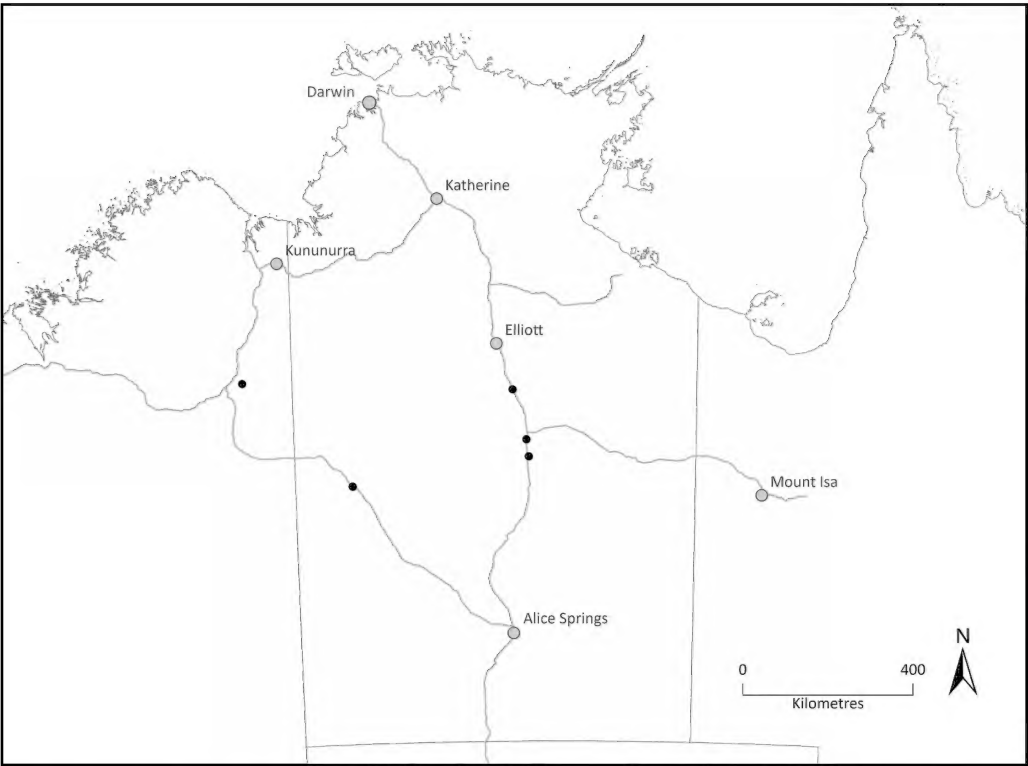 Darwin
Katherine
Kununurra
Elliott
Mount Isa
Alice Springs
N
0 400
Kilometres